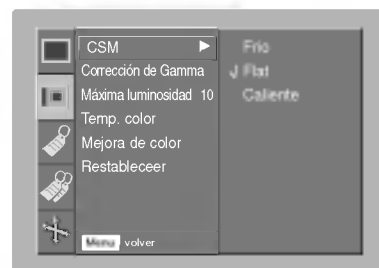 CSM
Corrección de Gamma
Máxima luminosidad 10
Temp. color
Mejora de color
Restableceer
Menu volver
Frio
Flat
Caliente